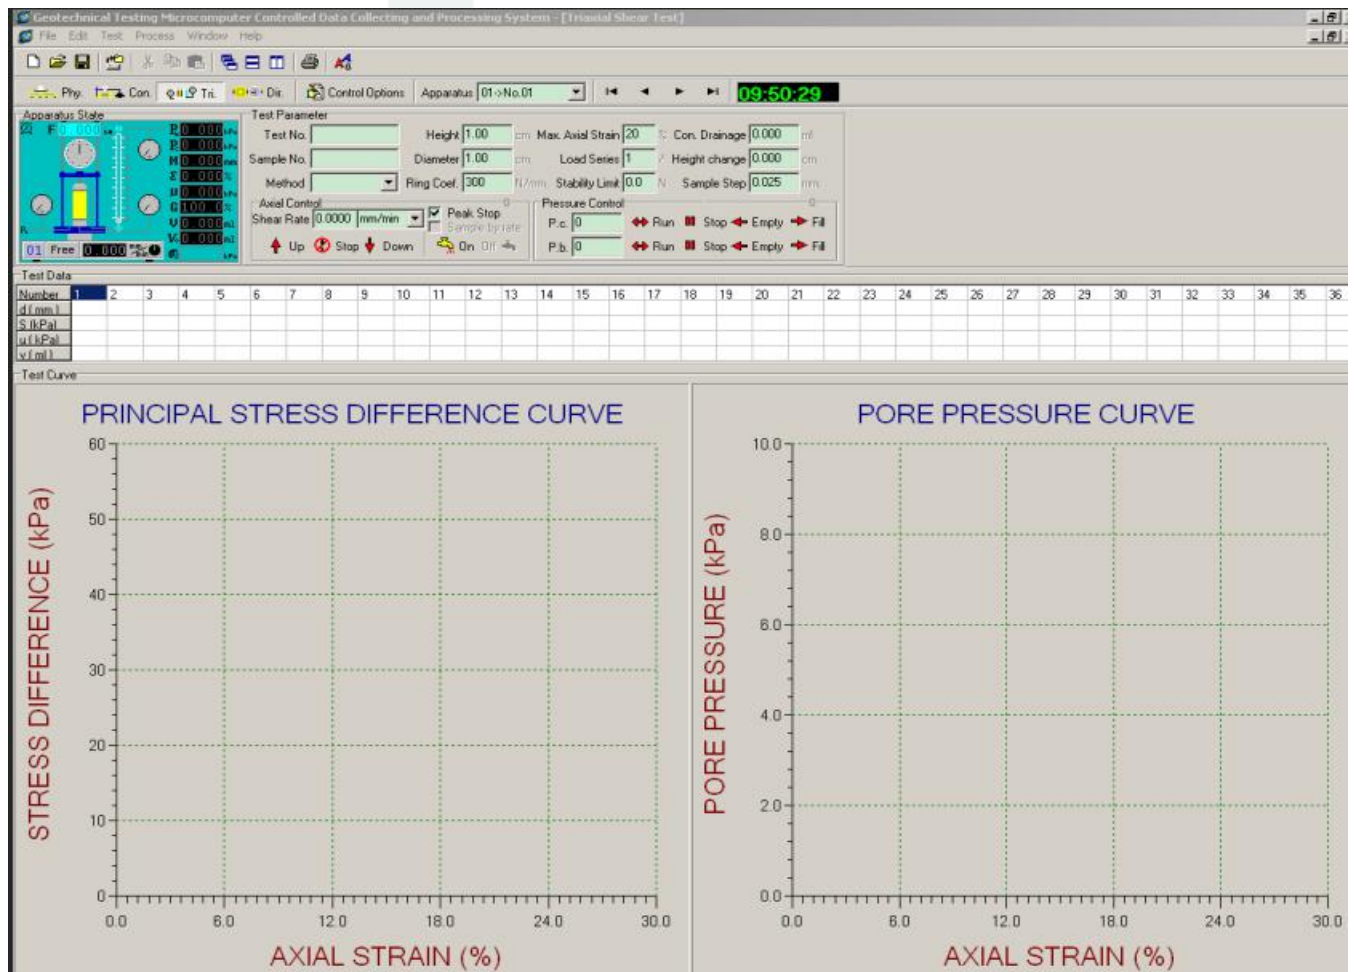 Geotechnical Testing Microcomputer Controlled Data Collecting and Processing System - [Triaxial Shear Test]
File Edit Test Process Window Help
Phy. Con. Tri. Dir. Control Options Apparatus 01->No.01 09:50:29
Apparatus State Test Parameter
F 0.000
Test No. Height 1.00 cm Max. Axial Strain 20 % Con. Drainage 0.000 ml
Sample No. Diameter 1.00 cm Load Series 1 / Height change 0.000 cm
Method Ring Coef. 300 N/mm Stability Limit 0.0 N Sample Step 0.025 mm
Axial Control 0 Pressure Control 0
Shear Rate 0.0000 mm/min Peak Stop P.c. 0 Run Stop Empty Fill
Sample by rate
Up Stop Down On Off P.b. 0 Run Stop Empty Fill
01 Free 0.000
Test Data
Number 1 2 3 4 5 6 7 8 9 10 11 12 13 14 15 16 17 18 19 20 21 22 23 24 25 26 27 28 29 30 31 32 33 34 35 36
d(mm)
S(kPa)
u(kPa)
v(ml)
Test Curve
PRINCIPAL STRESS DIFFERENCE CURVE
STRESS DIFFERENCE (kPa)
60
50
40
30
20
10
0
0.0 6.0 12.0 18.0 24.0 30.0
AXIAL STRAIN (%)
PORE PRESSURE CURVE
PORE PRESSURE (kPa)
10.0
8.0
6.0
4.0
2.0
0.0
0.0 6.0 12.0 18.0 24.0 30.0
AXIAL STRAIN (%)